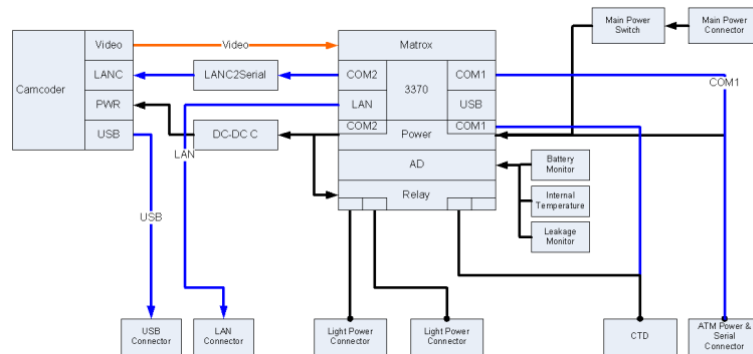 Main Power
Switch
Main Power
Connector
Video
Video
Matrox
Camcoder
LANC
LANC2Serial
COM2
COM1
3370
COM1
PWR
LAN
USB
USB
DC-DC C
COM2
COM1
Power
LAN
AD
Battery
Monitor
Relay
Internal
Temperature
USB
Leakage
Monitor
USB
Connector
LAN
Connector
Light Power
Connector
Light Power
Connector
CTD
ATM Power &
Serial
Connector